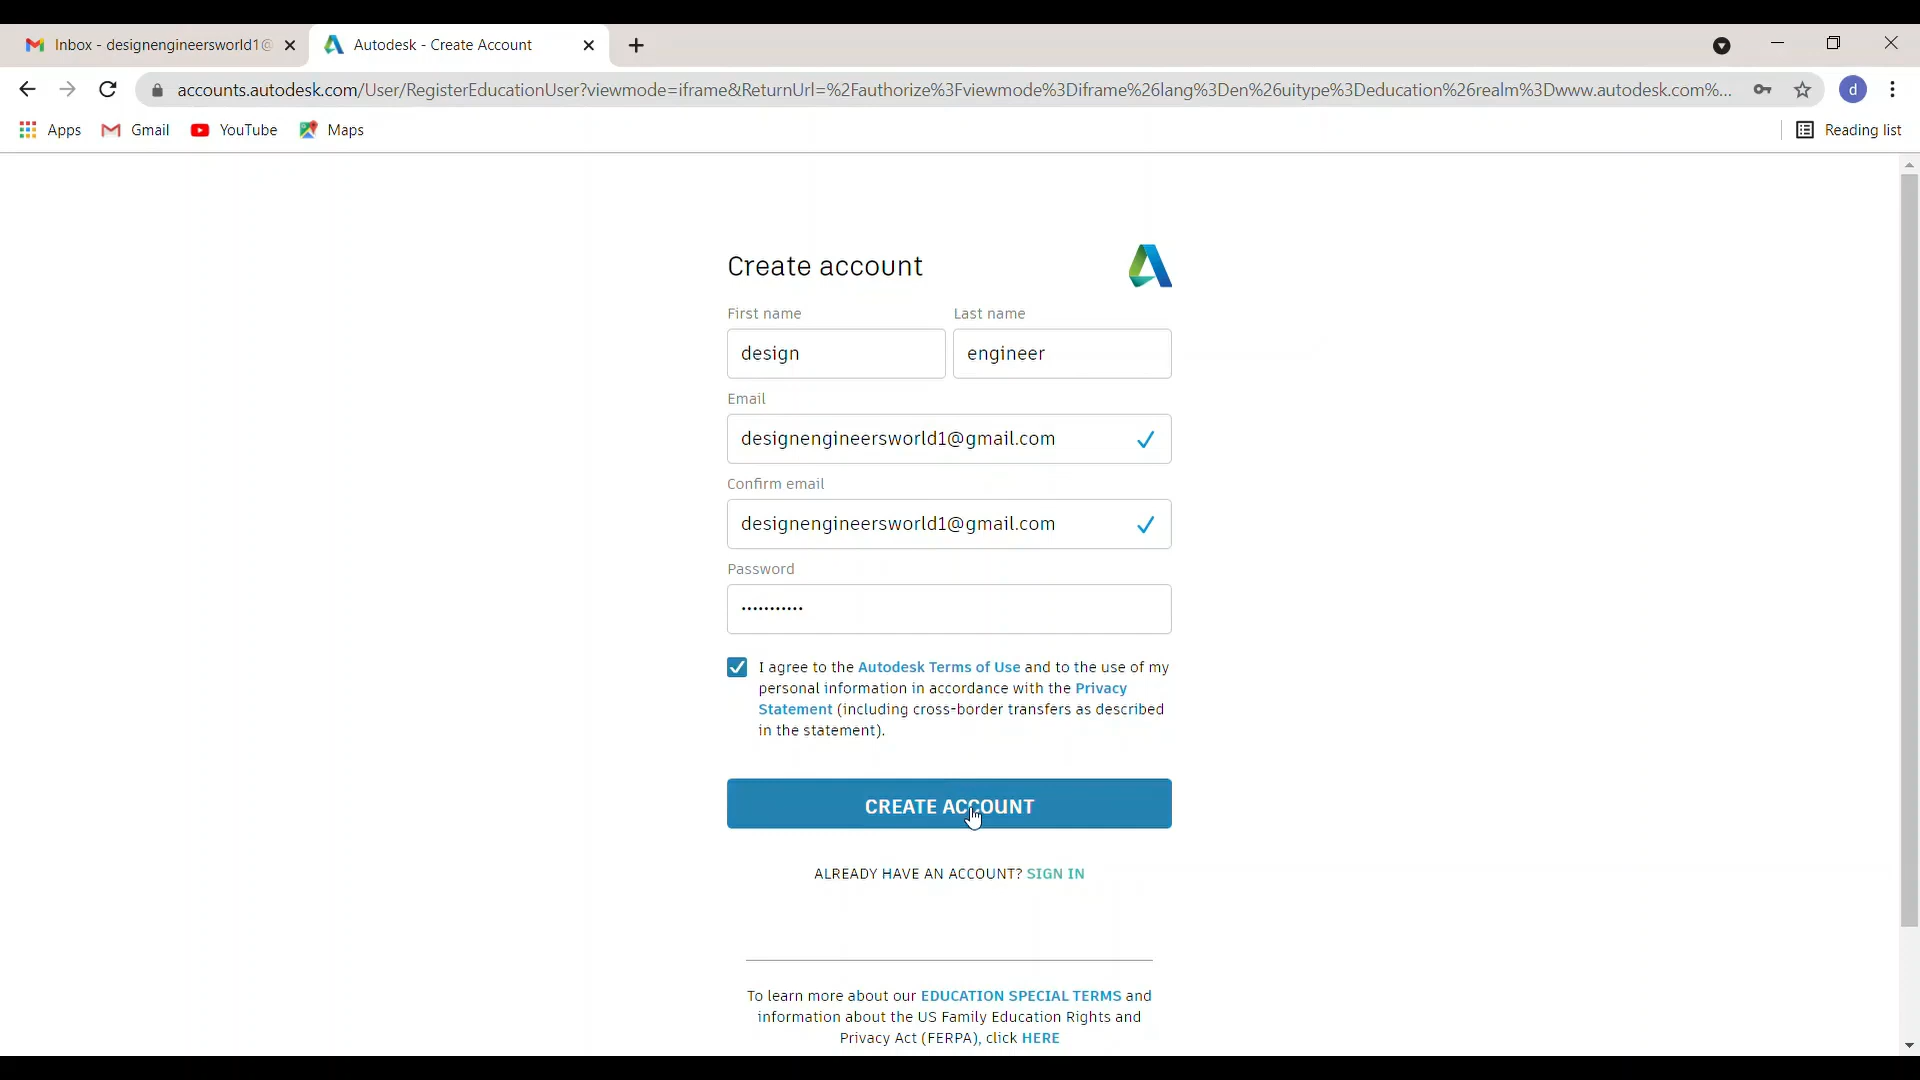 Inbox - designengineersworld1@
Autodesk - Create Account
accounts.autodesk.com/User/RegisterEducationUser?viewmode=iframe&ReturnUrl=%2Fauthorize%3Fviewmode%3Diframe%26lang%3Den%26uitype%3Deducation%26realm%3Dwww.autodesk.com%...
d
Apps
Gmail
YouTube
Maps
Reading list
Create account
First name
Last name
design
engineer
Email
designengineersworld1@gmail.com
Confirm email
designengineersworld1@gmail.com
Password
•••••••••••
I agree to the Autodesk Terms of Use and to the use of my
personal information in accordance with the Privacy
Statement (including cross-border transfers as described
in the statement).
CREATE ACCOUNT
ALREADY HAVE AN ACCOUNT? SIGN IN
To learn more about our EDUCATION SPECIAL TERMS and
information about the US Family Education Rights and
Privacy Act (FERPA), click HERE